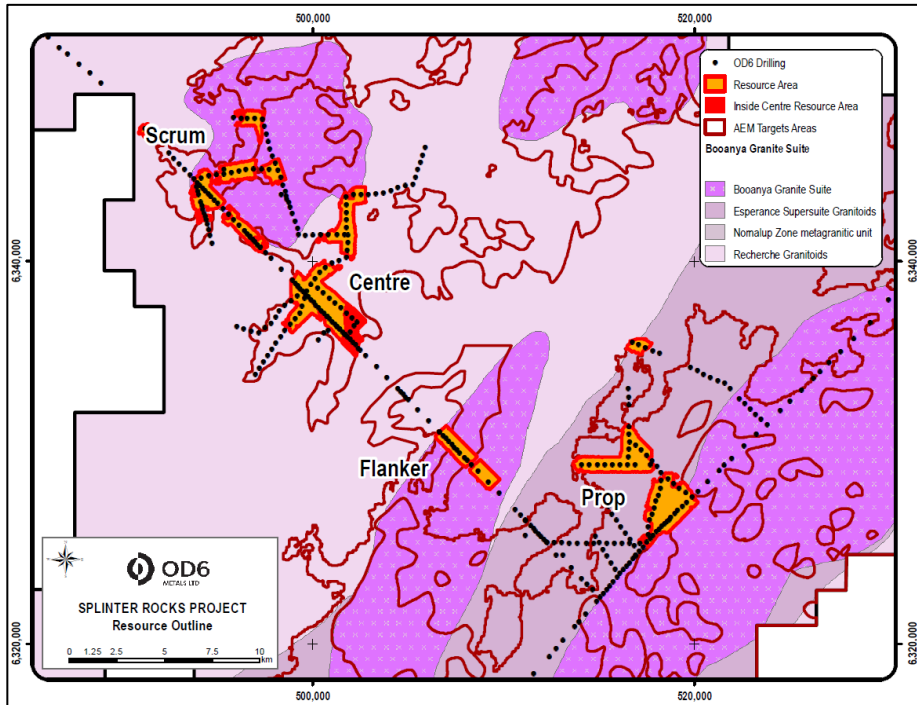 500,000
520,000
OD6 Drilling
Resource Area
Inside Centre Resource Area
AEM Targets Areas
Booanya Granite Suite
Booanya Granite Suite
Esperance Supersuite Granitoids
Nornalup Zone metagranitic unit
Recherche Granitoids
Scrum
6,340,000
6,340,000
Centre
Flanker
Prop
OD6
METALS LTD
SPLINTER ROCKS PROJECT
Resource Outline
0 1.25 2.5 5 7.5 10
km
6,320,000
6,320,000
500,000
520,000